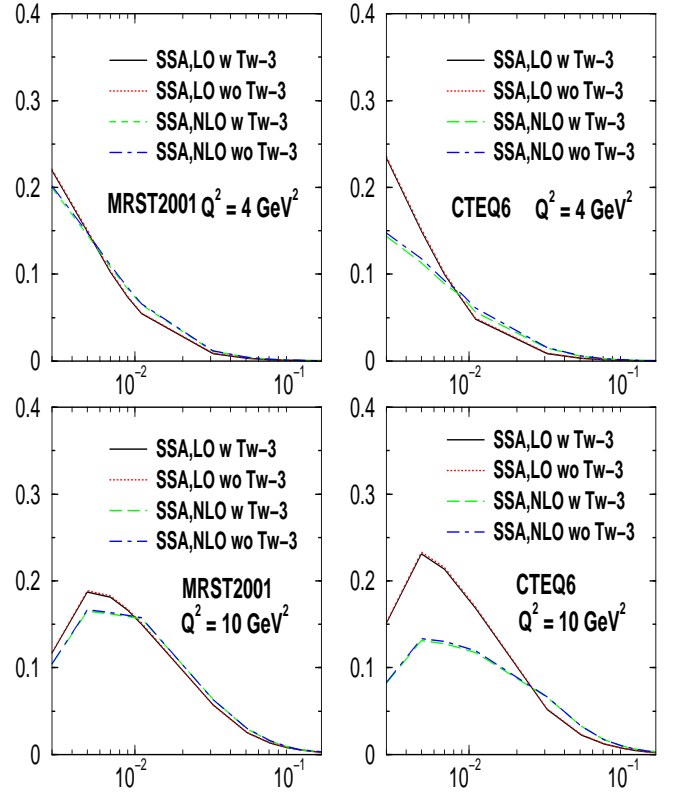 0.4
0.3
0.2
0.1
0
SSA,LO w Tw-3
SSA,LO wo Tw-3
SSA,NLO w Tw-3
SSA,NLO wo Tw-3
MRST2001 Q² = 4 GeV²
10⁻²
10⁻¹
0.4
0.3
0.2
0.1
0
SSA,LO w Tw-3
SSA,LO wo Tw-3
SSA,NLO w Tw-3
SSA,NLO wo Tw-3
CTEQ6 Q² = 4 GeV²
10⁻²
10⁻¹
0.4
0.3
0.2
0.1
0
SSA,LO w Tw-3
SSA,LO wo Tw-3
SSA,NLO w Tw-3
SSA,NLO wo Tw-3
MRST2001
Q² = 10 GeV²
10⁻²
10⁻¹
0.4
0.3
0.2
0.1
0
SSA,LO w Tw-3
SSA,LO wo Tw-3
SSA,NLO w Tw-3
SSA,NLO wo Tw-3
CTEQ6
Q² = 10 GeV²
10⁻²
10⁻¹